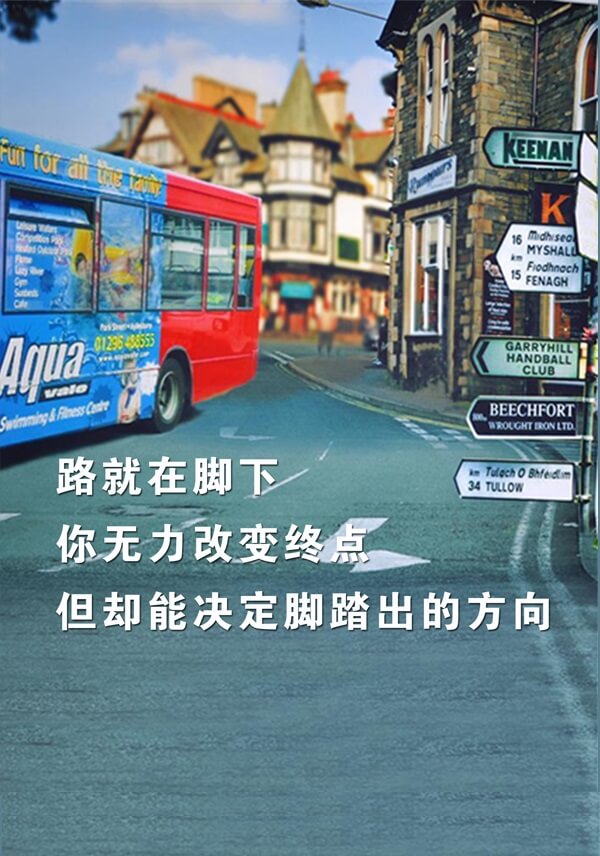 Fun for all the family
Leisure Waters
Competition Pool
Heated Outdoor Pool
Flume
Lazy River
Gym
Sunbeds
Cafe
Park Street • Aylesbury
01296 488555
Aqua
vale
Swimming & Fitness Centre
KEENAN
K
16 Midhiseal
MYSHALL
km Fiodhnach
15 FENAGH
GARRYHILL
HANDBALL
CLUB
BEECHFORT
WROUGHT IRON LTD.
km Tulach O Bhfeidlim
34 TULLOW
路就在脚下
你无力改变终点
但却能决定脚踏出的方向